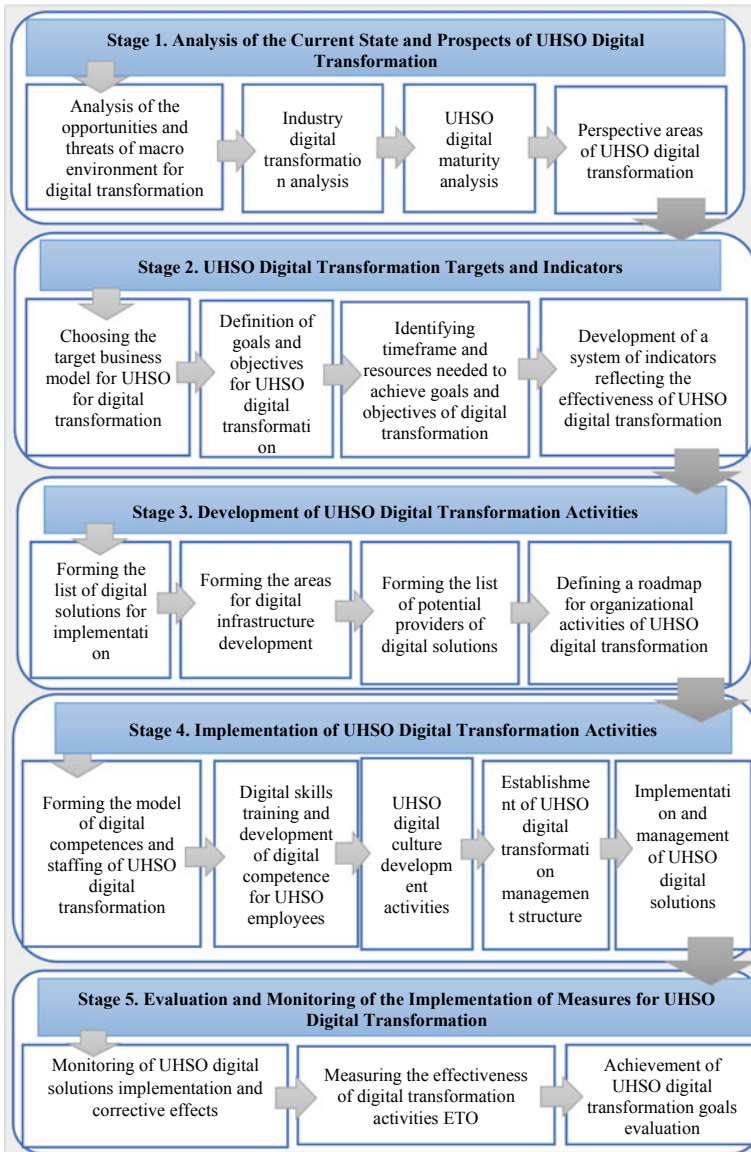 Stage 1. Analysis of the Current State and Prospects of UHSO Digital
Transformation
Analysis of the
opportunities and
threats of macro
environment for
digital transformation
Industry
digital
transformatio
n analysis
UHSO
digital
maturity
analysis
Perspective areas
of UHSO digital
transformation
Stage 2. UHSO Digital Transformation Targets and Indicators
Choosing the
target business
model for UHSO
for digital
transformation
Definition of
goals and
objectives
for UHSO
digital
transformati
on
Identifying
timeframe and
resources needed to
achieve goals and
objectives of digital
transformation
Development of a
system of indicators
reflecting the
effectiveness of UHSO
digital transformation
Stage 3. Development of UHSO Digital Transformation Activities
Forming the
list of digital
solutions for
implementati
on
Forming the areas
for digital
infrastructure
development
Forming the list
of potential
providers of
digital solutions
Defining a roadmap
for organizational
activities of UHSO
digital transformation
Stage 4. Implementation of UHSO Digital Transformation Activities
Forming the model
of digital
competences and
staffing of UHSO
digital
transformation
Digital skills
training and
development
of digital
competence for
UHSO
employees
UHSO
digital
culture
developm
ent
activities
Establishme
nt of UHSO
digital
transformati
on
managemen
t structure
Implementati
on and
management
of UHSO
digital
solutions
Stage 5. Evaluation and Monitoring of the Implementation of Measures for UHSO
Digital Transformation
Monitoring of UHSO digital
solutions implementation and
corrective effects
Measuring the effectiveness
of digital transformation
activities ETO
Achievement of
UHSO digital
transformation goals
evaluation